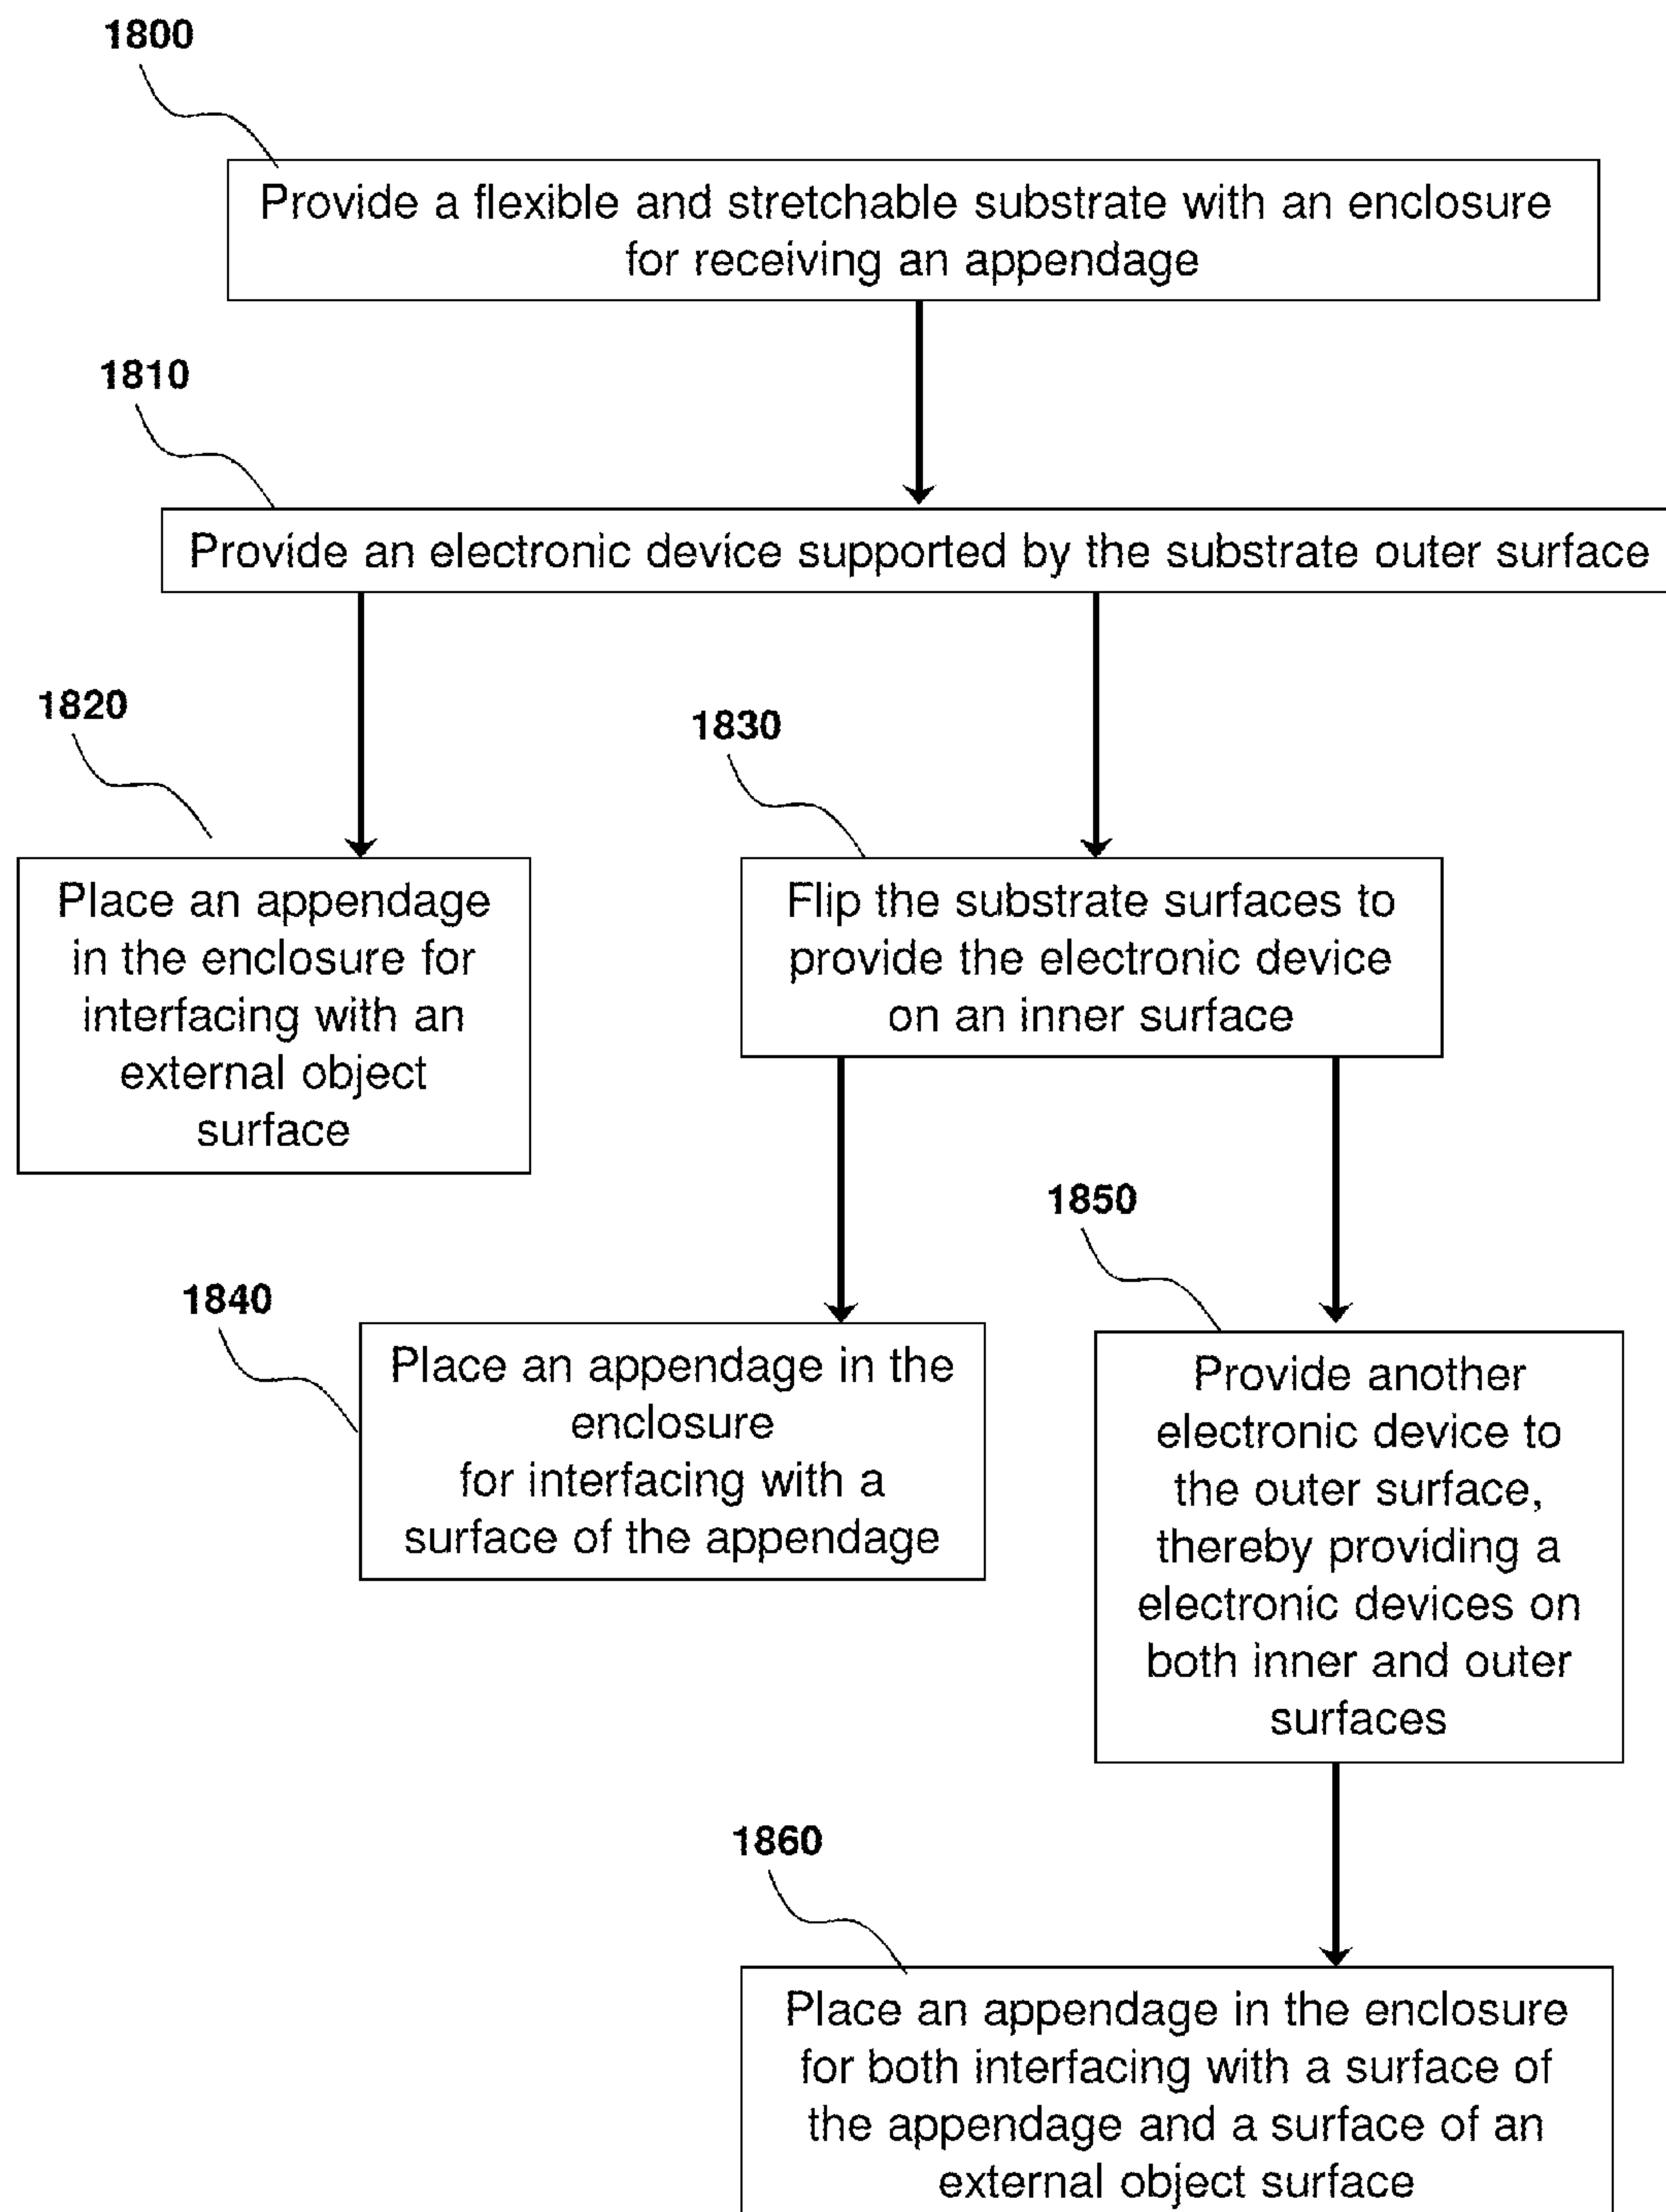 1800
Provide a flexible and stretchable substrate with an enclosure
for receiving an appendage
1810
Provide an electronic device supported by the substrate outer surface
1820
Place an appendage
in the enclosure for
interfacing with an
external object
surface
1830
Flip the substrate surfaces to
provide the electronic device
on an inner surface
1840
Place an appendage in the
enclosure
for interfacing with a
surface of the appendage
1850
Provide another
electronic device to
the outer surface,
thereby providing a
electronic devices on
both inner and outer
surfaces
1860
Place an appendage in the enclosure
for both interfacing with a surface of
the appendage and a surface of an
external object surface